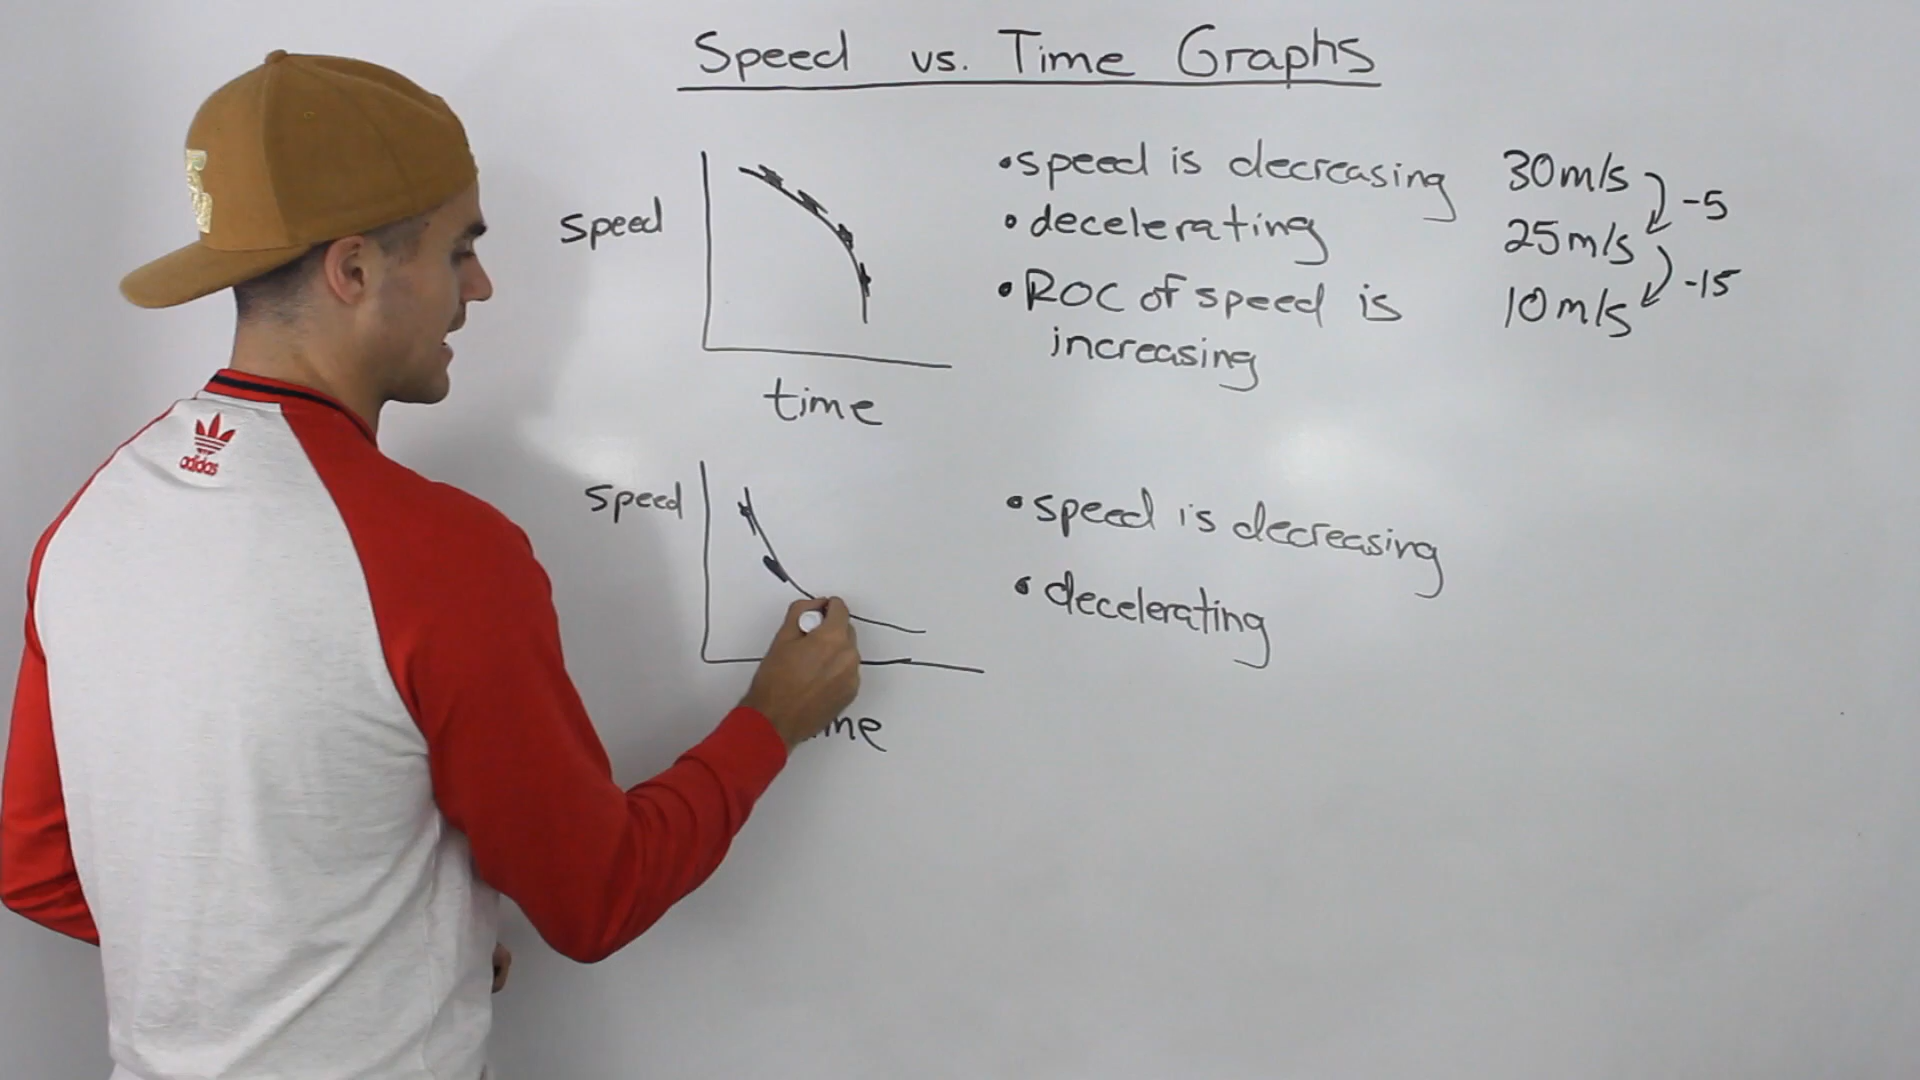 Speed vs. Time Graphs
speed
time
• speed is decreasing
• decelerating
• ROC of speed is
increasing
30m/s
25m/s
10m/s
-5
-15
adidas
speed
me
• speed is decreasing
• decelerating